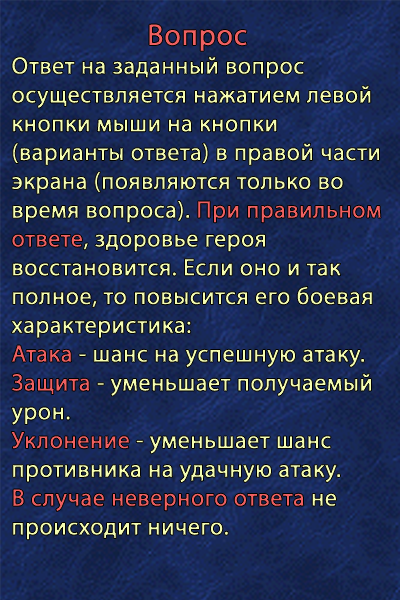 Вопрос
Ответ на заданный вопрос
осуществляется нажатием левой
кнопки мыши на кнопки
(варианты ответа) в правой части
экрана (появляются только во
время вопроса). При правильном
ответе, здоровье героя
восстановится. Если оно и так
полное, то повысится его боевая
характеристика:
Атака - шанс на успешную атаку.
Защита - уменьшает получаемый
урон.
Уклонение - уменьшает шанс
противника на удачную атаку.
В случае неверного ответа не
происходит ничего.